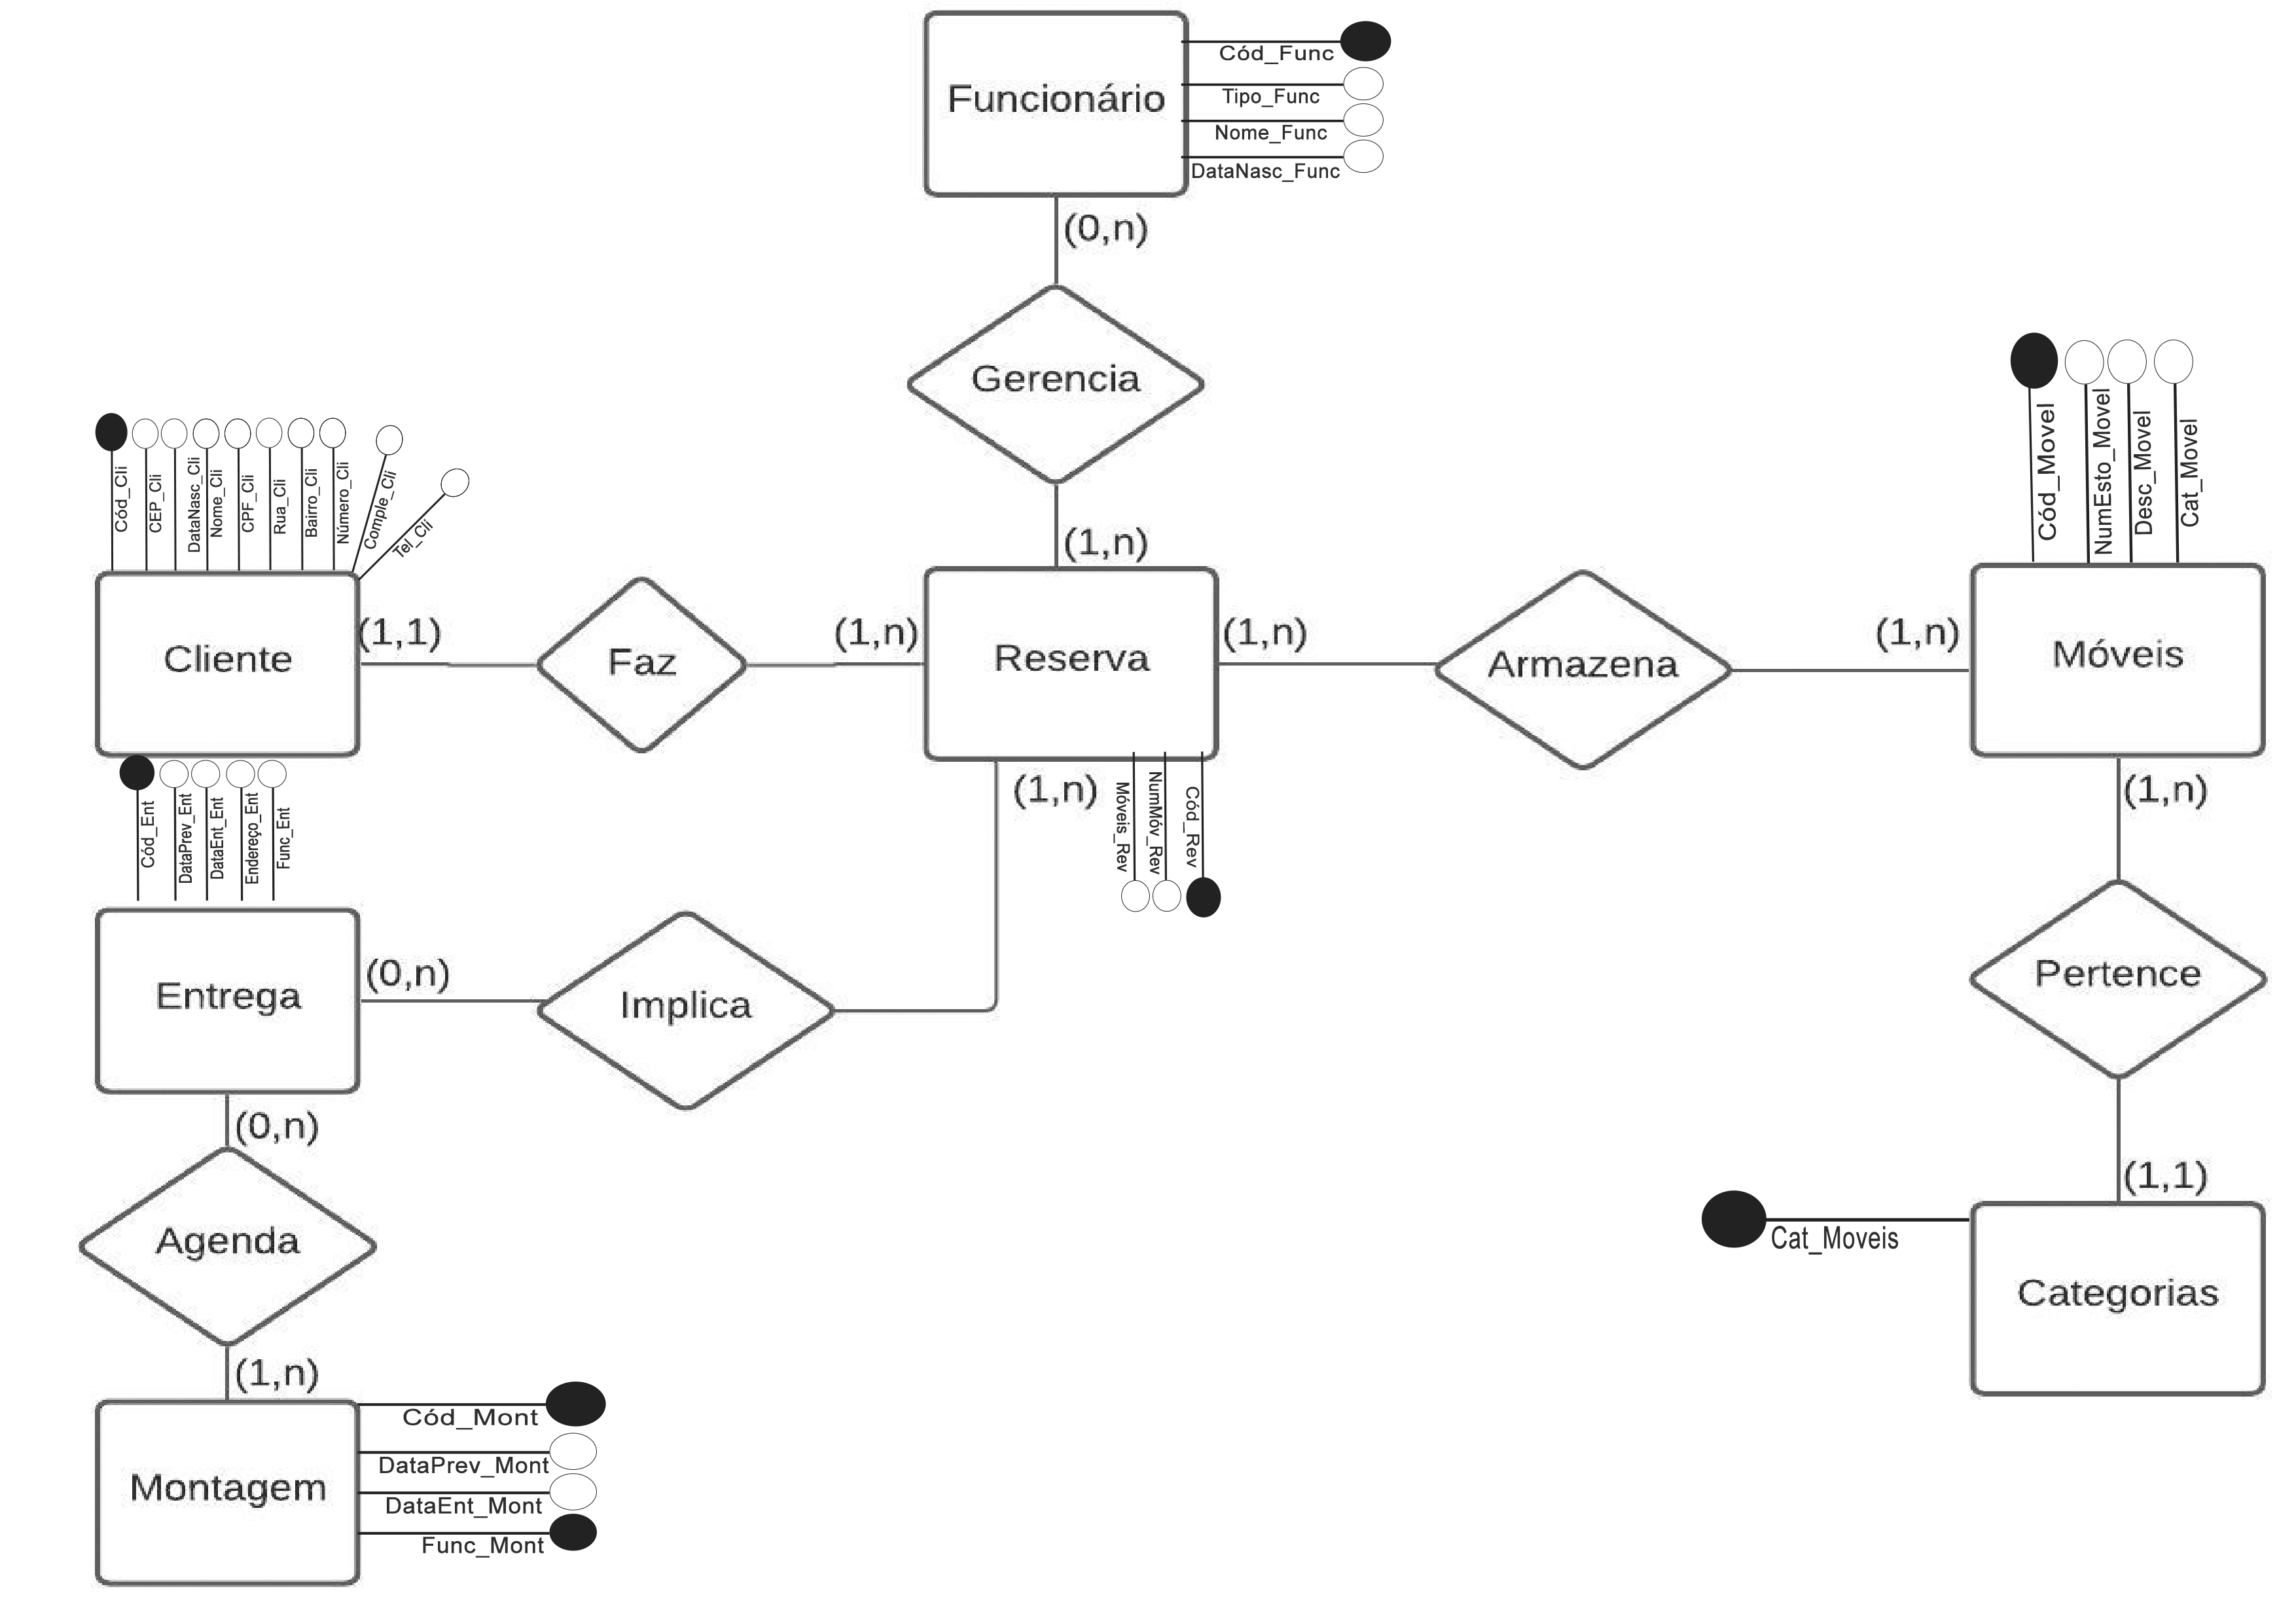 Funcionário
Cód_Func
Tipo_Func
Nome_Func
DataNasc_Func
(0,n)
Gerencia
(1,n)
Cód_Cli
CEP_Cli
DataNasc_Cli
Nome_Cli
CPF_Cli
Rua_Cli
Bairro_Cli
Número_Cli
Comple_Cli
Tel_Cli
Cód_Movel
NumEsto_Movel
Desc_Movel
Cat_Movel
Cliente
(1,1)
Faz
(1,n)
Reserva
(1,n)
Armazena
(1,n)
Móveis
Cód_Ent
DataPrev_Ent
DataEnt_Ent
Endereço_Ent
Func_Ent
(1,n)
Móveis_Rev
NumMóv_Rev
Cód_Rev
(1,n)
Entrega
(0,n)
Implica
Pertence
(0,n)
Agenda
(1,n)
(1,1)
Cat_Moveis
Categorias
Montagem
Cód_Mont
DataPrev_Mont
DataEnt_Mont
Func_Mont